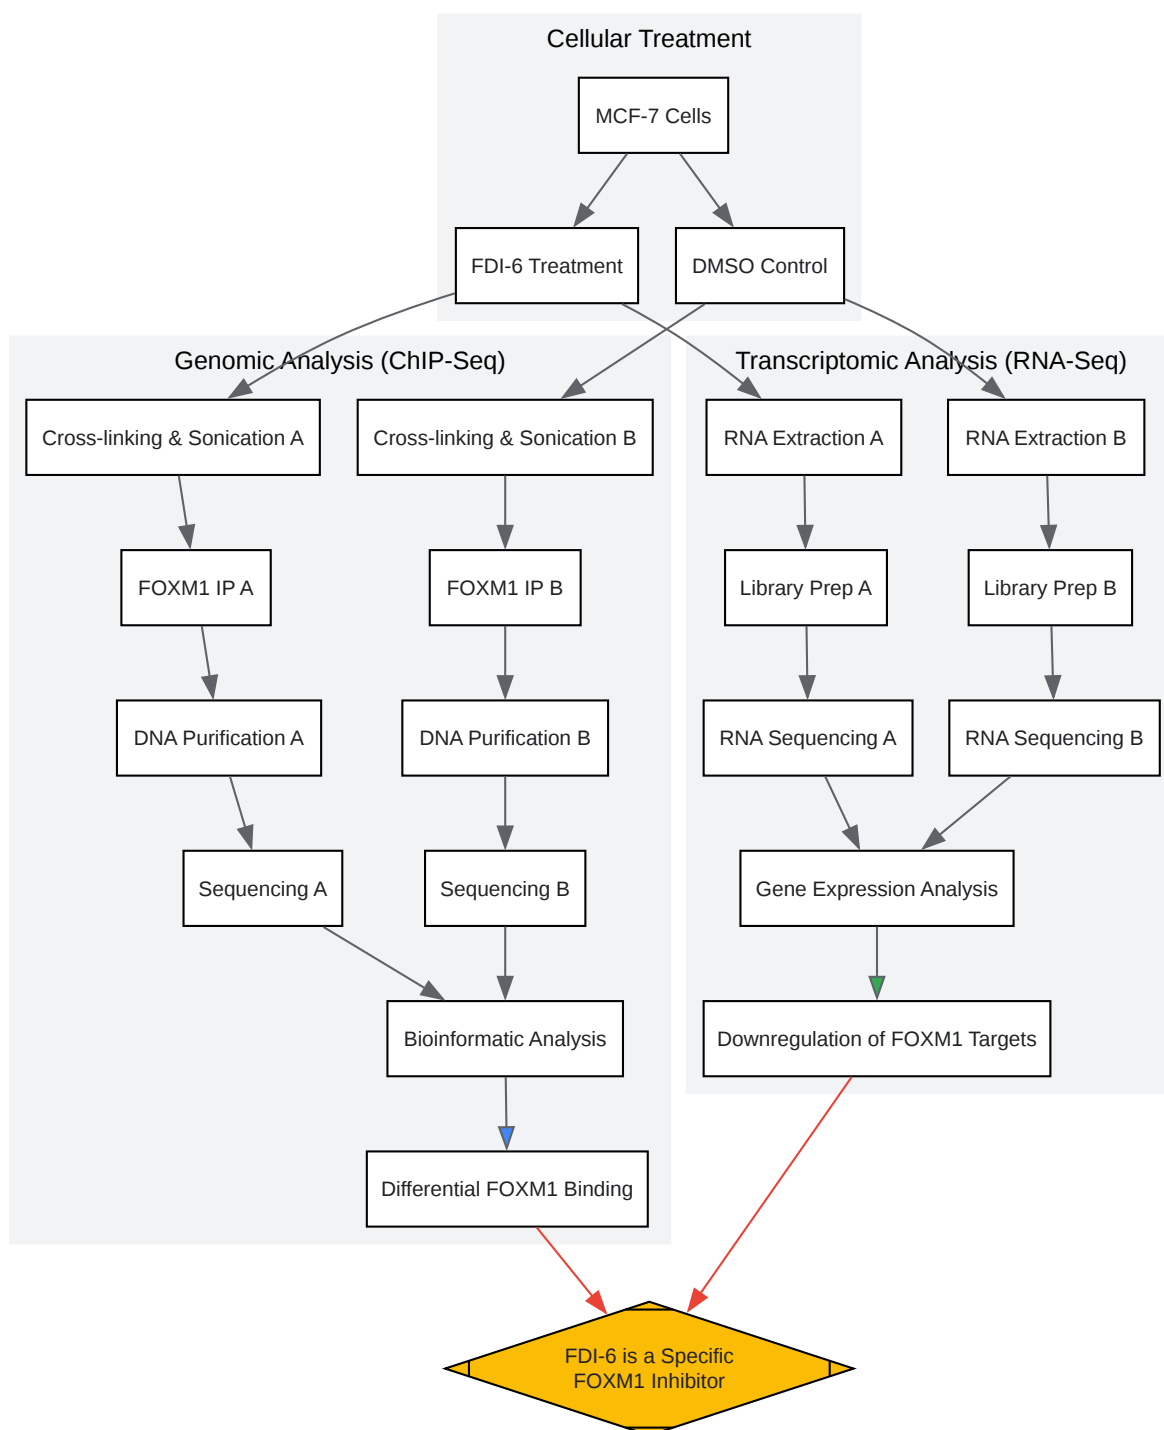 Cellular Treatment
MCF-7 Cells
FDI-6 Treatment
DMSO Control
Genomic Analysis (ChIP-Seq)
Transcriptomic Analysis (RNA-Seq)
Cross-linking & Sonication A
Cross-linking & Sonication B
RNA Extraction A
RNA Extraction B
FOXM1 IP A
FOXM1 IP B
Library Prep A
Library Prep B
DNA Purification A
DNA Purification B
RNA Sequencing A
RNA Sequencing B
Sequencing A
Sequencing B
Gene Expression Analysis
Bioinformatic Analysis
Downregulation of FOXM1 Targets
Differential FOXM1 Binding
FDI-6 is a Specific
FOXM1 Inhibitor